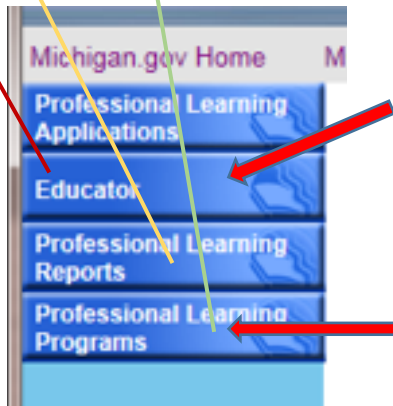 Michigan.gov Home M
Professional Learning
Applications
Educator
Professional Learning
Reports
Professional Learning
Programs